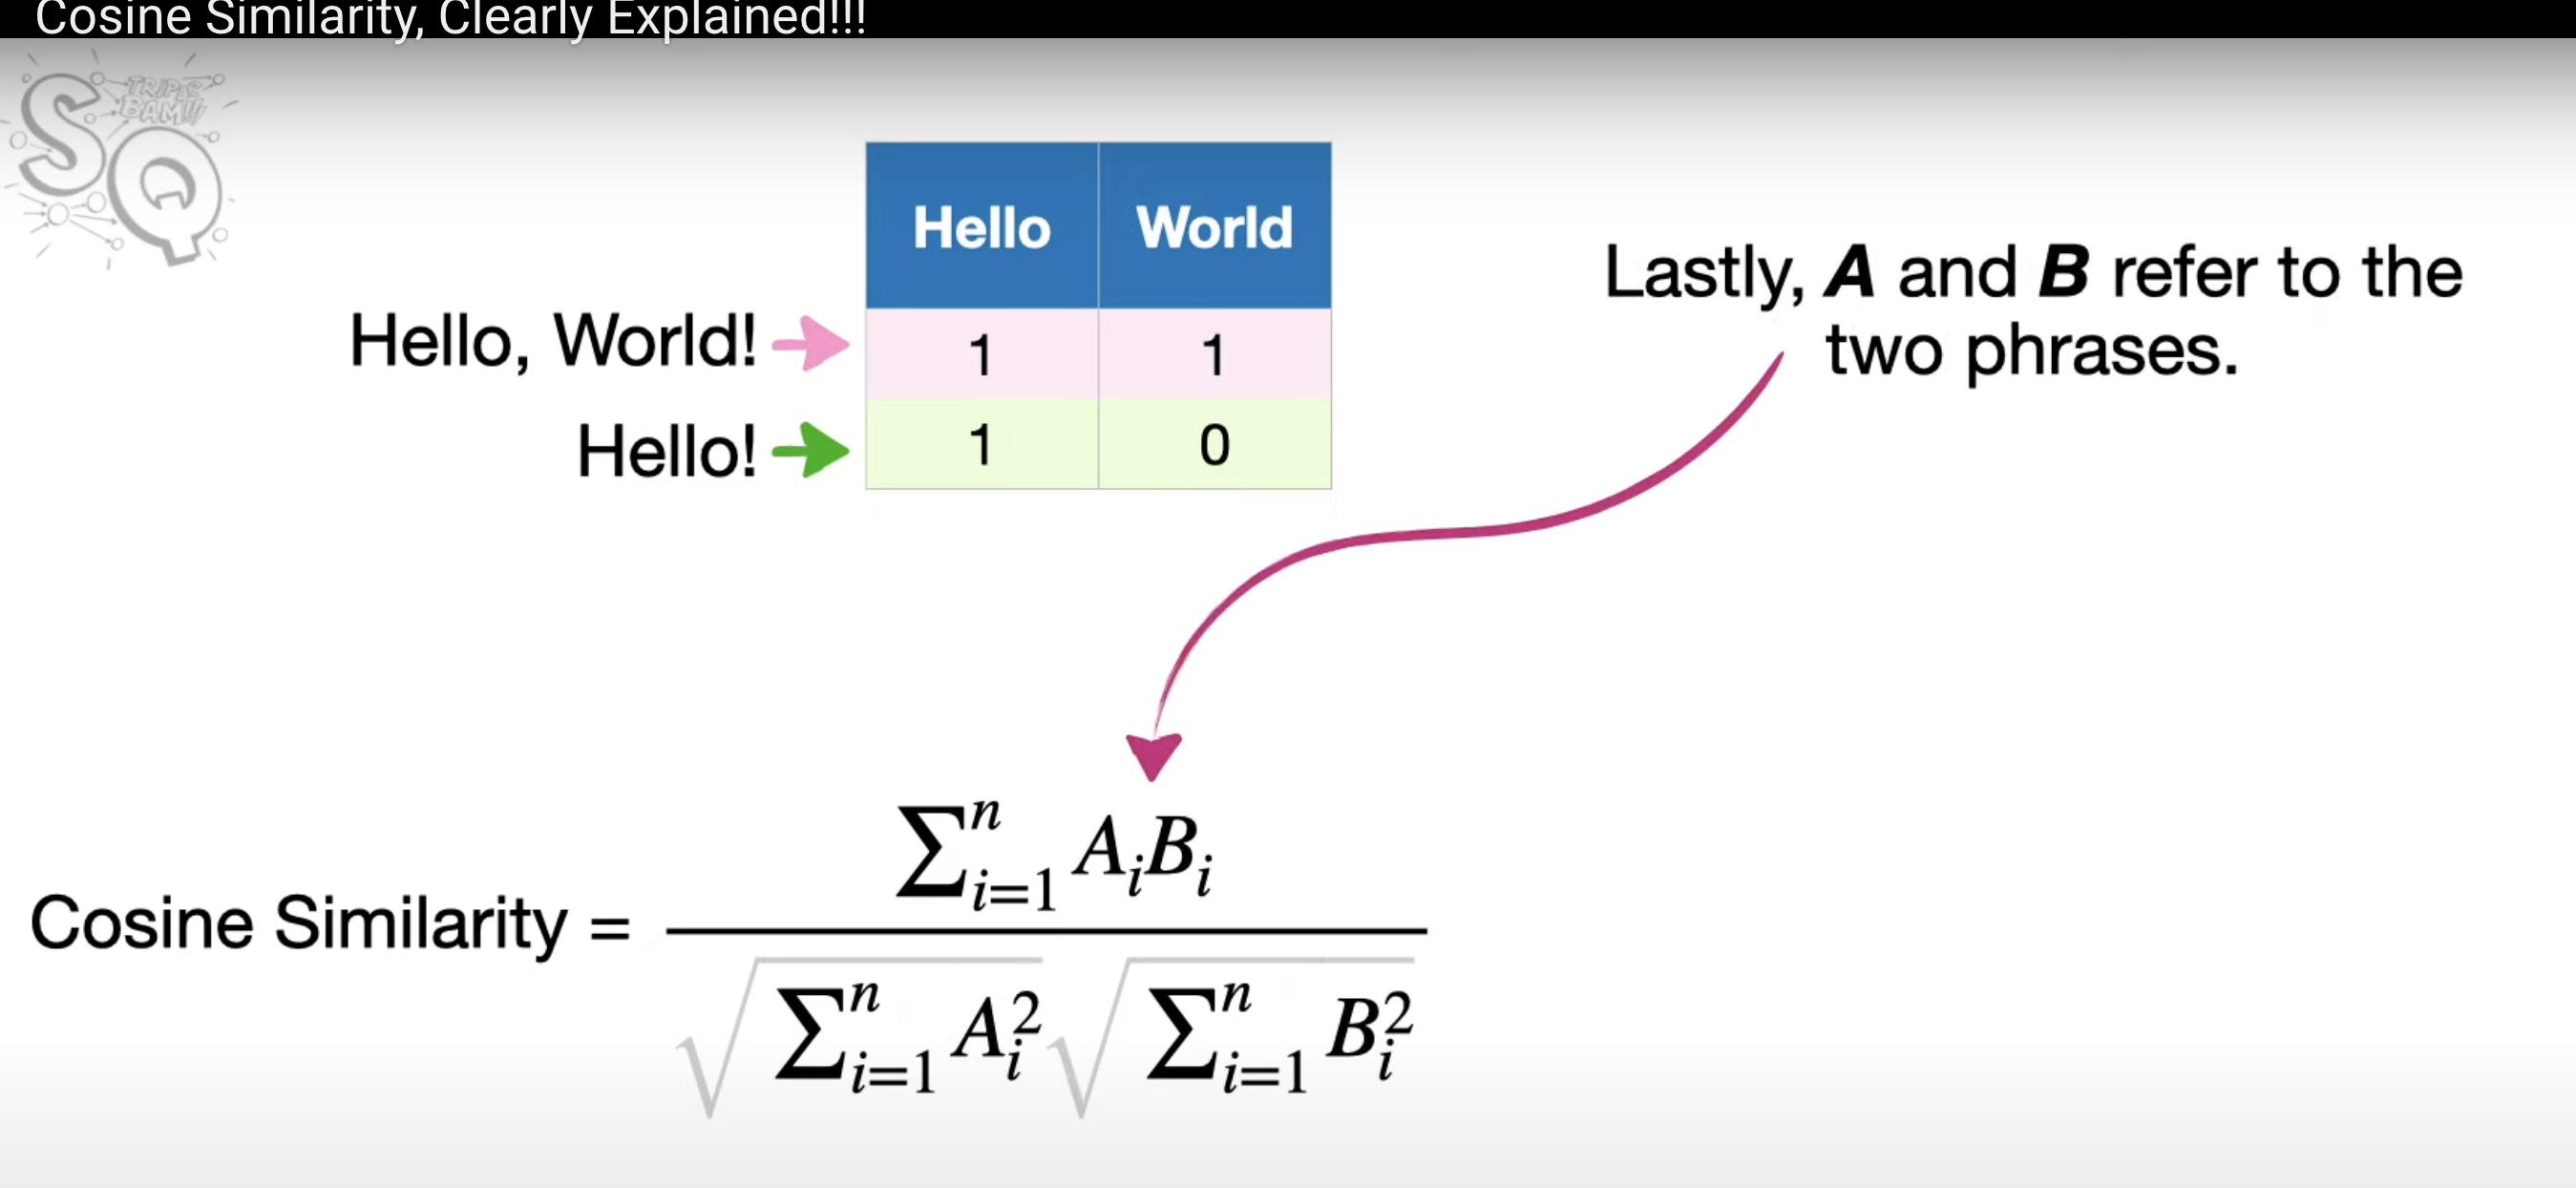 Cosine Similarity, Clearly Explained!!!
SQ
TRIPLE
BAM!!!
Hello World
Hello, World! 1 1
Hello! 1 0
Lastly, A and B refer to the
two phrases.
Cosine Similarity = \frac{\sum_{i=1}^{n} A_i B_i}{\sqrt{\sum_{i=1}^{n} A_i^2} \sqrt{\sum_{i=1}^{n} B_i^2}}